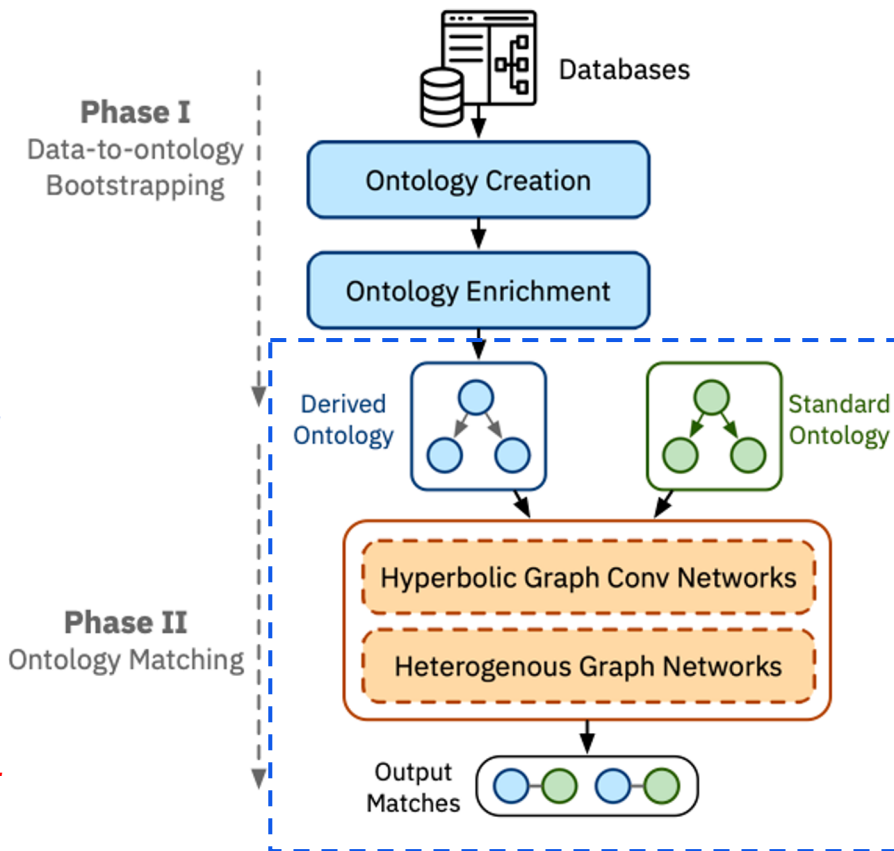 Databases
Phase I
Data-to-ontology
Bootstrapping
Ontology Creation
Ontology Enrichment
Derived
Ontology
Standard
Ontology
Hyperbolic Graph Conv Networks
Heterogenous Graph Networks
Phase II
Ontology Matching
Output
Matches